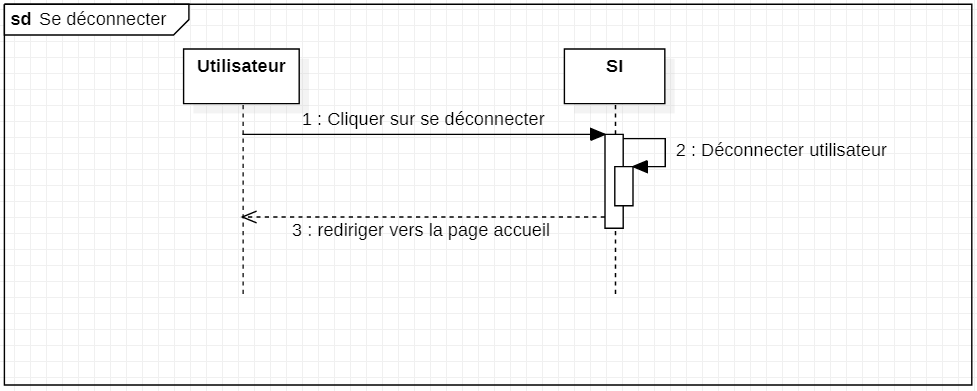 sd Se déconnecter
Utilisateur
SI
1 : Cliquer sur se déconnecter
2 : Déconnecter utilisateur
3 : rediriger vers la page accueil